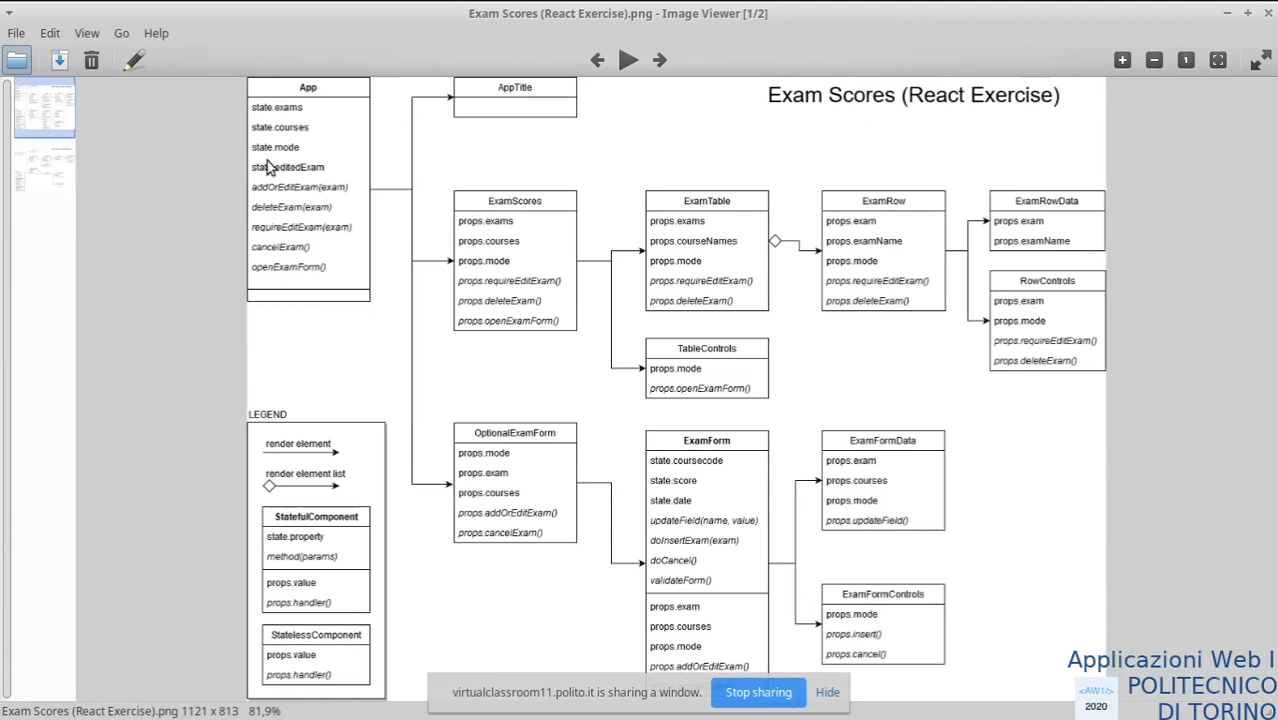 Exam Scores (React Exercise).png - Image Viewer [1/2]
File Edit View Go Help
Exam Scores (React Exercise)
App
state.exams
state.courses
state.mode
state.editedExam
addOrEditExam(exam)
deleteExam(exam)
requireEditExam(exam)
cancelExam()
openExamForm()
AppTitle
ExamScores
props.exams
props.courses
props.mode
props.requireEditExam()
props.deleteExam()
props.openExamForm()
ExamTable
props.exams
props.courseNames
props.mode
props.requireEditExam()
props.deleteExam()
ExamRow
props.exam
props.examName
props.mode
props.requireEditExam()
props.deleteExam()
ExamRowData
props.exam
props.examName
RowControls
props.exam
props.mode
props.requireEditExam()
props.deleteExam()
TableControls
props.mode
props.openExamForm()
LEGEND
render element
render element list
StatefulComponent
state.property
method(params)
props.value
props.handler()
StatelessComponent
props.value
props.handler()
OptionalExamForm
props.mode
props.exam
props.courses
props.addOrEditExam()
props.cancelExam()
ExamForm
state.coursecode
state.score
state.date
updateField(name, value)
doInsertExam(exam)
doCancel()
validateForm()
props.exam
props.courses
props.mode
props.addOrEditExam()
ExamFormData
props.exam
props.courses
props.mode
props.updateField()
ExamFormControls
props.mode
props.insert()
props.cancel()
virtualclassroom11.polito.it is sharing a window. Stop sharing Hide
Applicazioni Web I
POLITECNICO
DI TORINO
<AW1/>
2020
Exam Scores (React Exercise).png 1121 x 813 81,9%